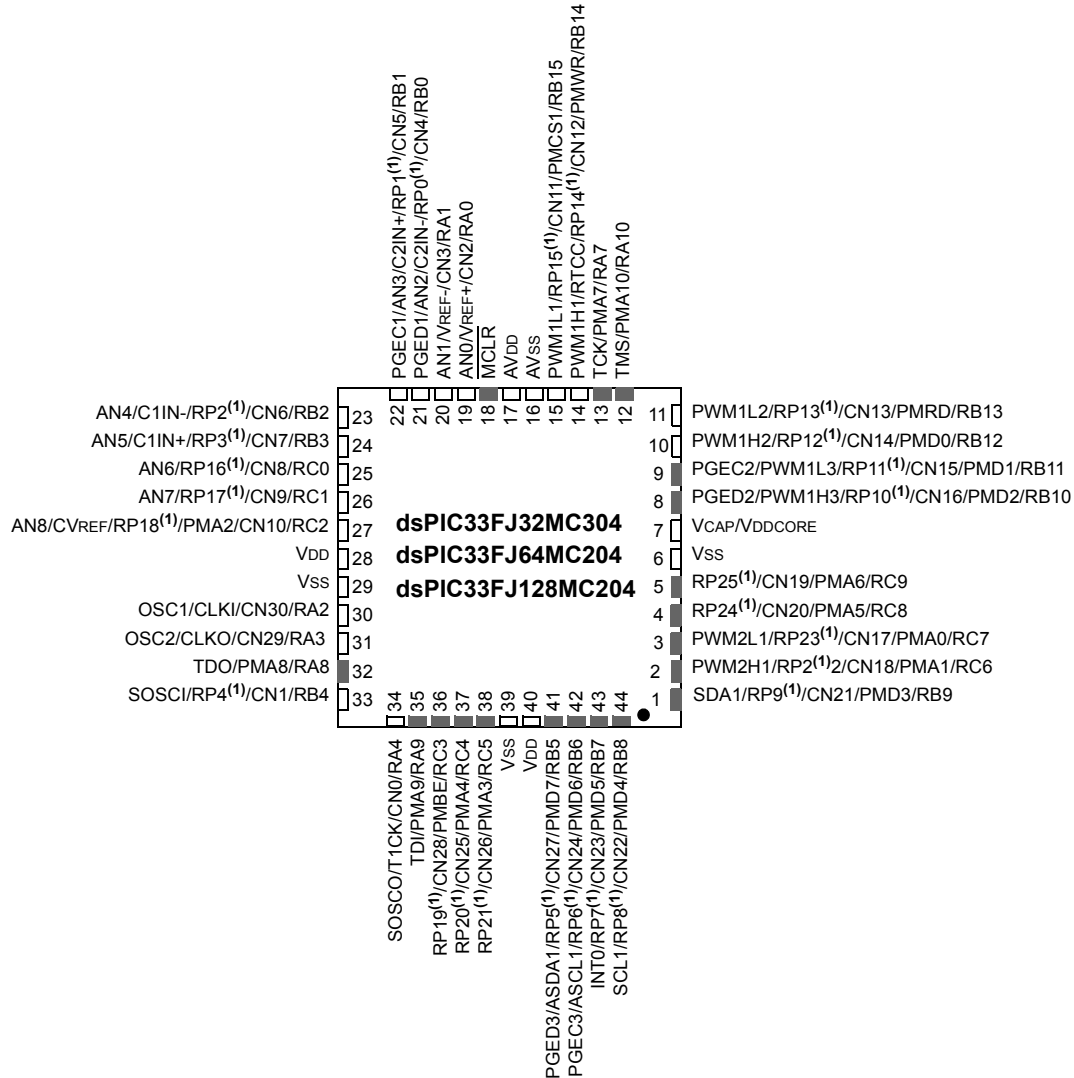 PGEC1/AN3/C2IN+/RP1(1)/CN5/RB1
PGED1/AN2/C2IN-/RP0(1)/CN4/RB0
AN1/VREF-/CN3/RA1
AN0/VREF+/CN2/RA0
MCLR
AVDD
AVSS
PWM1L1/RP15(1)/CN11/PMCS1/RB15
PWM1H1/RTCC/RP14(1)/CN12/PMWR/RB14
TCK/PMA7/RA7
TMS/PMA10/RA10
22
21
20
19
18
17
16
15
14
13
12
AN4/C1IN-/RP2(1)/CN6/RB2
23
AN5/C1IN+/RP3(1)/CN7/RB3
24
AN6/RP16(1)/CN8/RC0
25
AN7/RP17(1)/CN9/RC1
26
AN8/CVREF/RP18(1)/PMA2/CN10/RC2
27
VDD
28
VSS
29
OSC1/CLKI/CN30/RA2
30
OSC2/CLKO/CN29/RA3
31
TDO/PMA8/RA8
32
SOSCI/RP4(1)/CN1/RB4
33
dsPIC33FJ32MC304
dsPIC33FJ64MC204
dsPIC33FJ128MC204
11
PWM1L2/RP13(1)/CN13/PMRD/RB13
10
PWM1H2/RP12(1)/CN14/PMD0/RB12
9
PGEC2/PWM1L3/RP11(1)/CN15/PMD1/RB11
8
PGED2/PWM1H3/RP10(1)/CN16/PMD2/RB10
7
VCAP/VDDCORE
6
VSS
5
RP25(1)/CN19/PMA6/RC9
4
RP24(1)/CN20/PMA5/RC8
3
PWM2L1/RP23(1)/CN17/PMA0/RC7
2
PWM2H1/RP2(1)2/CN18/PMA1/RC6
1
SDA1/RP9(1)/CN21/PMD3/RB9
34
35
36
37
38
39
40
41
42
43
44
SOSCO/T1CK/CN0/RA4
TDI/PMA9/RA9
RP19(1)/CN28/PMBE/RC3
RP20(1)/CN25/PMA4/RC4
RP21(1)/CN26/PMA3/RC5
VSS
VDD
PGED3/ASDA1/RP5(1)/CN27/PMD7/RB5
PGEC3/ASCL1/RP6(1)/CN24/PMD6/RB6
INT0/RP7(1)/CN23/PMD5/RB7
SCL1/RP8(1)/CN22/PMD4/RB8